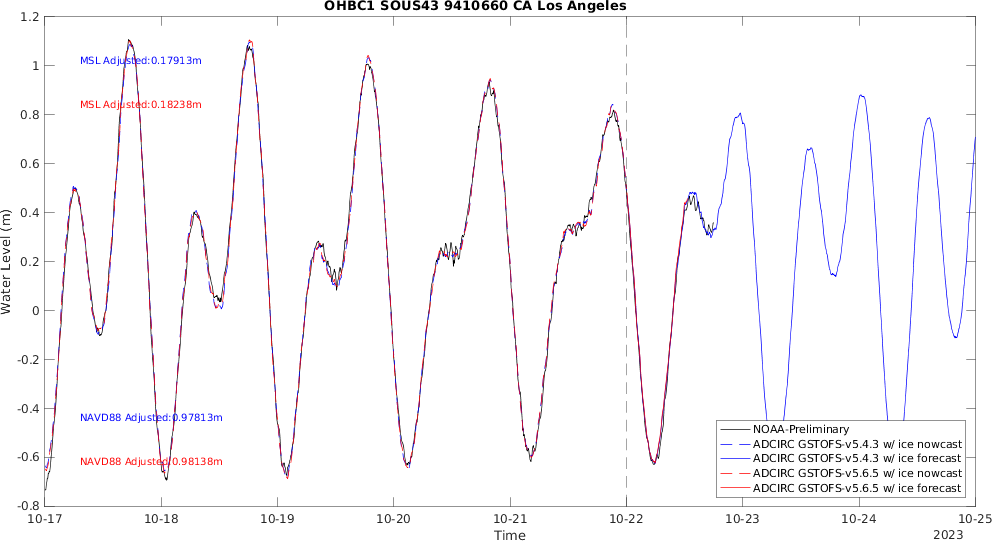 OHBC1 SOUS43 9410660 CA Los Angeles
1.2
1
0.8
0.6
0.4
0.2
0
-0.2
-0.4
-0.6
-0.8
Water Level (m)
MSL Adjusted:0.17913m
MSL Adjusted:0.18238m
NAVD88 Adjusted:0.97813m
NAVD88 Adjusted:0.98138m
NOAA-Preliminary
ADCIRC GSTOFS-v5.4.3 w/ ice nowcast
ADCIRC GSTOFS-v5.4.3 w/ ice forecast
ADCIRC GSTOFS-v5.6.5 w/ ice nowcast
ADCIRC GSTOFS-v5.6.5 w/ ice forecast
10-17 10-18 10-19 10-20 10-21 10-22 10-23 10-24 10-25
Time
2023